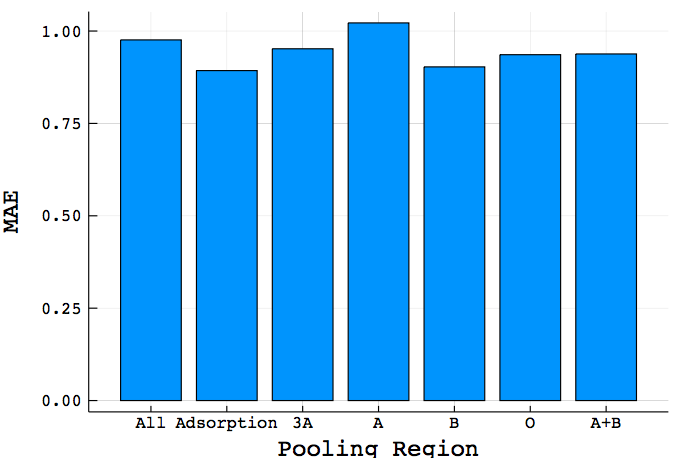 1.00
0.75
0.50
0.25
0.00
MAE
All Adsorption 3A A B O A+B
Pooling Region